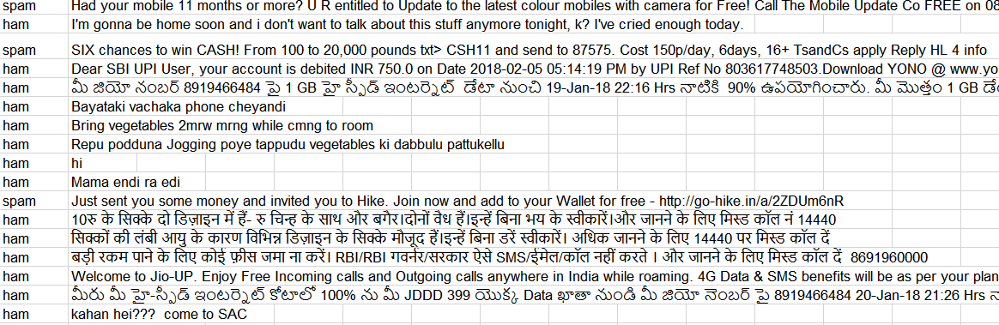 spam Had your mobile 11 months or more? U R entitled to Update to the latest colour mobiles with camera for Free! Call The Mobile Update Co FREE on 08
ham I'm gonna be home soon and i don't want to talk about this stuff anymore tonight, k? I've cried enough today.
spam SIX chances to win CASH! From 100 to 20,000 pounds txt> CSH11 and send to 87575. Cost 150p/day, 6days, 16+ TsandCs apply Reply HL 4 info
ham Dear SBI UPI User, your account is debited INR 750.0 on Date 2018-02-05 05:14:19 PM by UPI Ref No 803617748503.Download YONO @ www.yo
ham మీ జియో నంబర్ 8919466484 పై 1 GB హై స్పీడ్ ఇంటర్నెట్ డేటా నుంచి 19-Jan-18 22:16 Hrs నాటికి 90% ఉపయోగించారు. మీ మొత్తం 1 GB డే
ham Bayataki vachaka phone cheyandi
ham Bring vegetables 2mrw mrng while cmng to room
ham Repu podduna Jogging poye tappudu vegetables ki dabbulu pattukellu
ham hi
ham Mama endi ra edi
spam Just sent you some money and invited you to Hike. Join now and add to your Wallet for free - http://go-hike.in/a/2ZDUm6nR
ham 10रु के सिक्के दो डिज़ाइन में हैं- रु चिन्ह के साथ और बगैर।दोनों वैध हैं।इन्हें बिना भय के स्वीकारें।और जानने के लिए मिस्ड कॉल नं 14440
ham सिक्कों की लंबी आयु के कारण विभिन्न डिज़ाइन के सिक्के मौजूद हैं।इन्हें बिना डरें स्वीकारें। अधिक जानने के लिए 14440 पर मिस्ड कॉल दें
ham बड़ी रकम पाने के लिए कोई फ़ीस जमा ना करें। RBI/RBI गवर्नर/सरकार ऐसे SMS/ईमेल/कॉल नहीं करते । और जानने के लिए मिस्ड कॉल दें 8691960000
ham Welcome to Jio-UP. Enjoy Free Incoming calls and Outgoing calls anywhere in India while roaming. 4G Data & SMS benefits will be as per your plan
ham మీరు మీ హై-స్పీడ్ ఇంటర్నెట్ కోటాలో 100% ను మీ JDDD 399 యొక్క Data ఖాతా నుండి మీ జియో నెంబర్ పై 8919466484 20-Jan-18 21:26 Hrs నా
ham kahan hei??? come to SAC